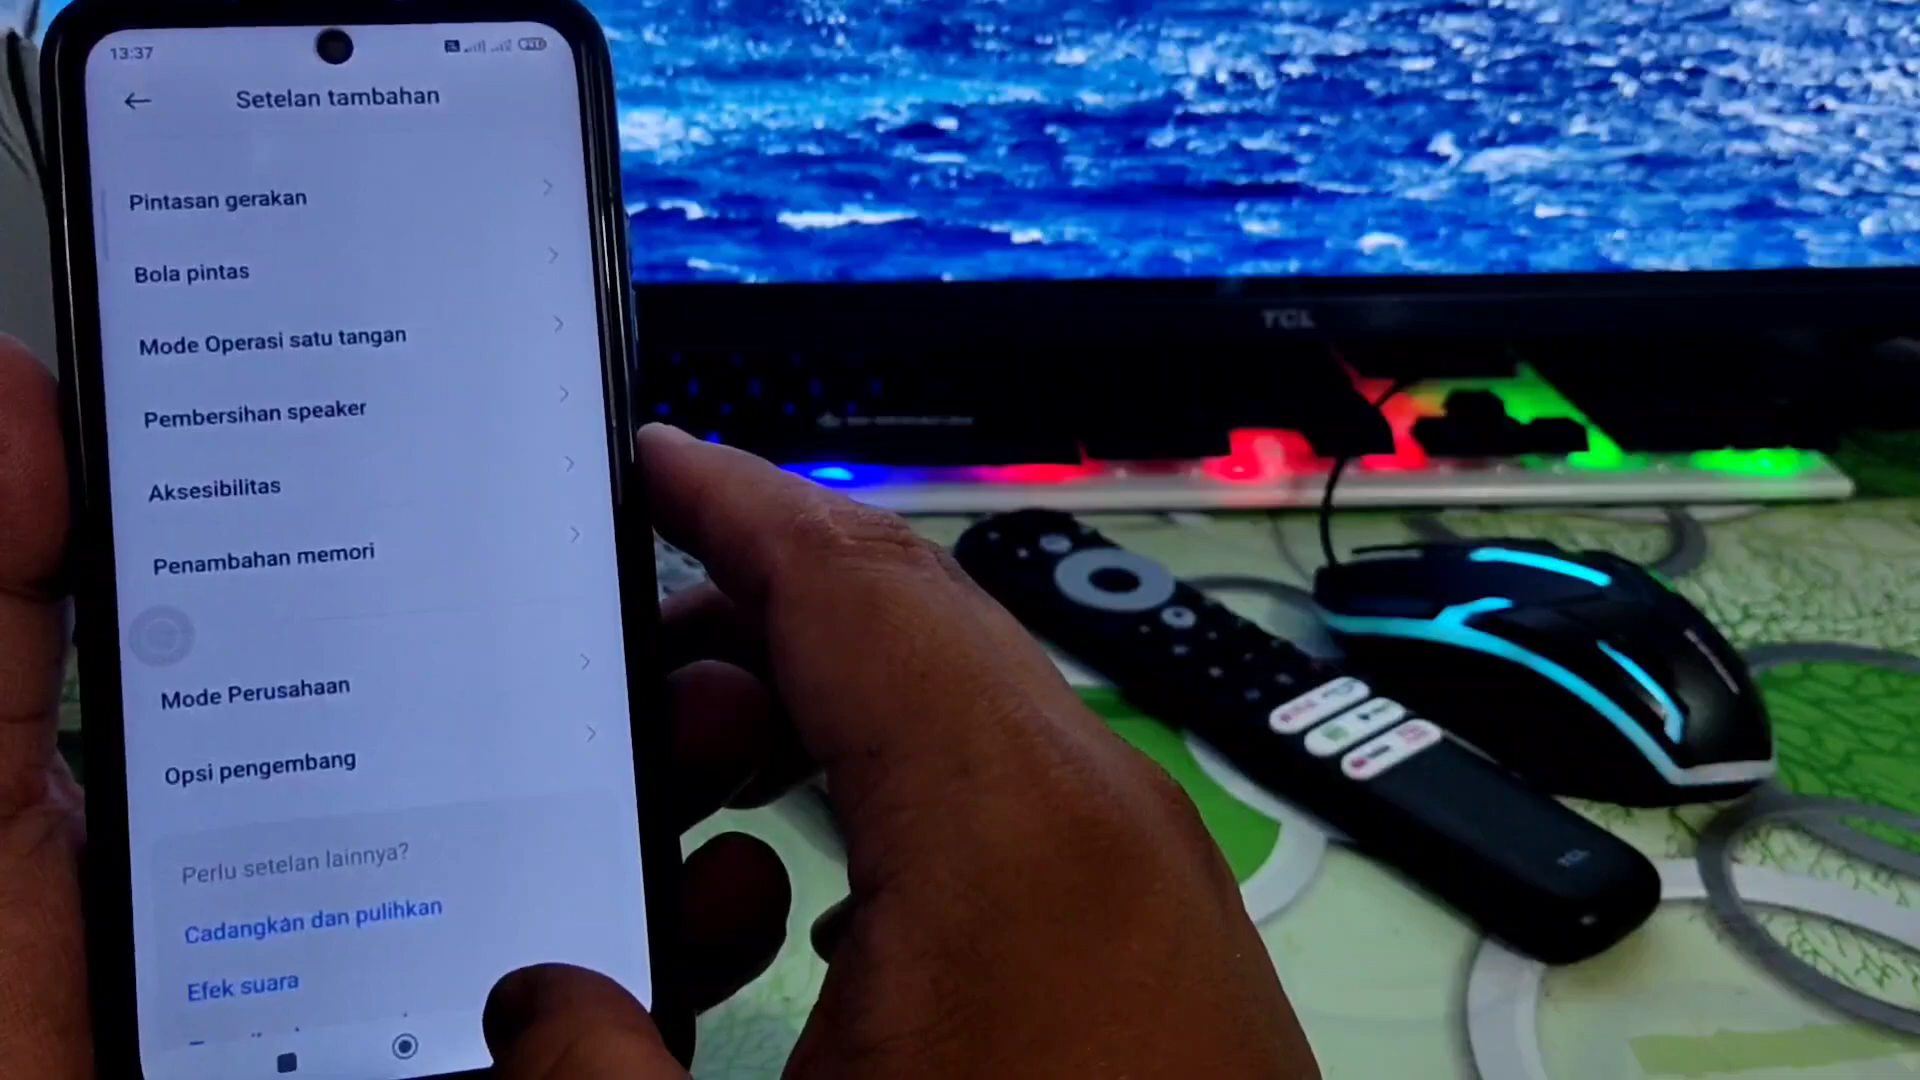 13:37
Setelan tambahan
Pintasan gerakan
Bola pintas
Mode Operasi satu tangan
Pembersihan speaker
Aksesibilitas
Penambahan memori
Mode Perusahaan
Opsi pengembang
Perlu setelan lainnya?
Cadangkan dan pulihkan
Efek suara
TCL
TCL